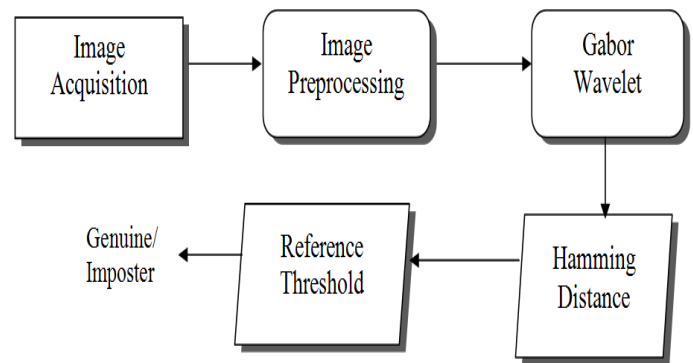 Image
Acquisition
Image
Preprocessing
Gabor
Wavelet
Hamming
Distance
Reference
Threshold
Genuine/
Imposter